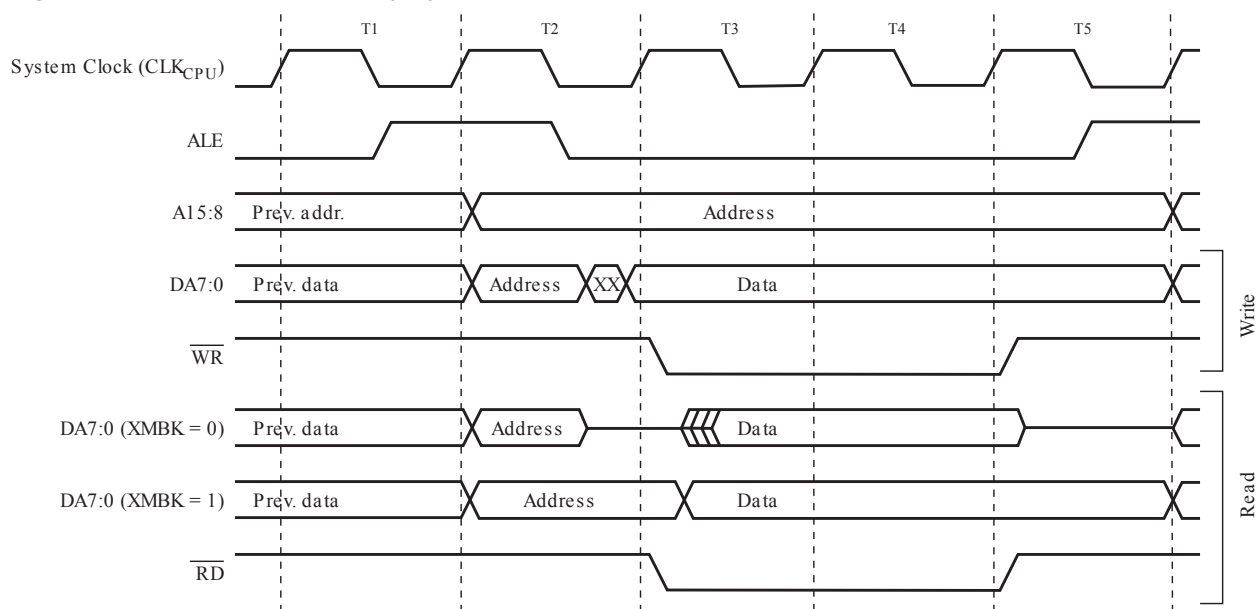 T1 T2 T3 T4 T5
System Clock (CLKCPU)
ALE
A15:8 Prev. addr. Address
DA7:0 Prev. data Address XX Data
WR
Write
DA7:0 (XMBK = 0) Prev. data Address Data
DA7:0 (XMBK = 1) Prev. data Address Data
RD
Read